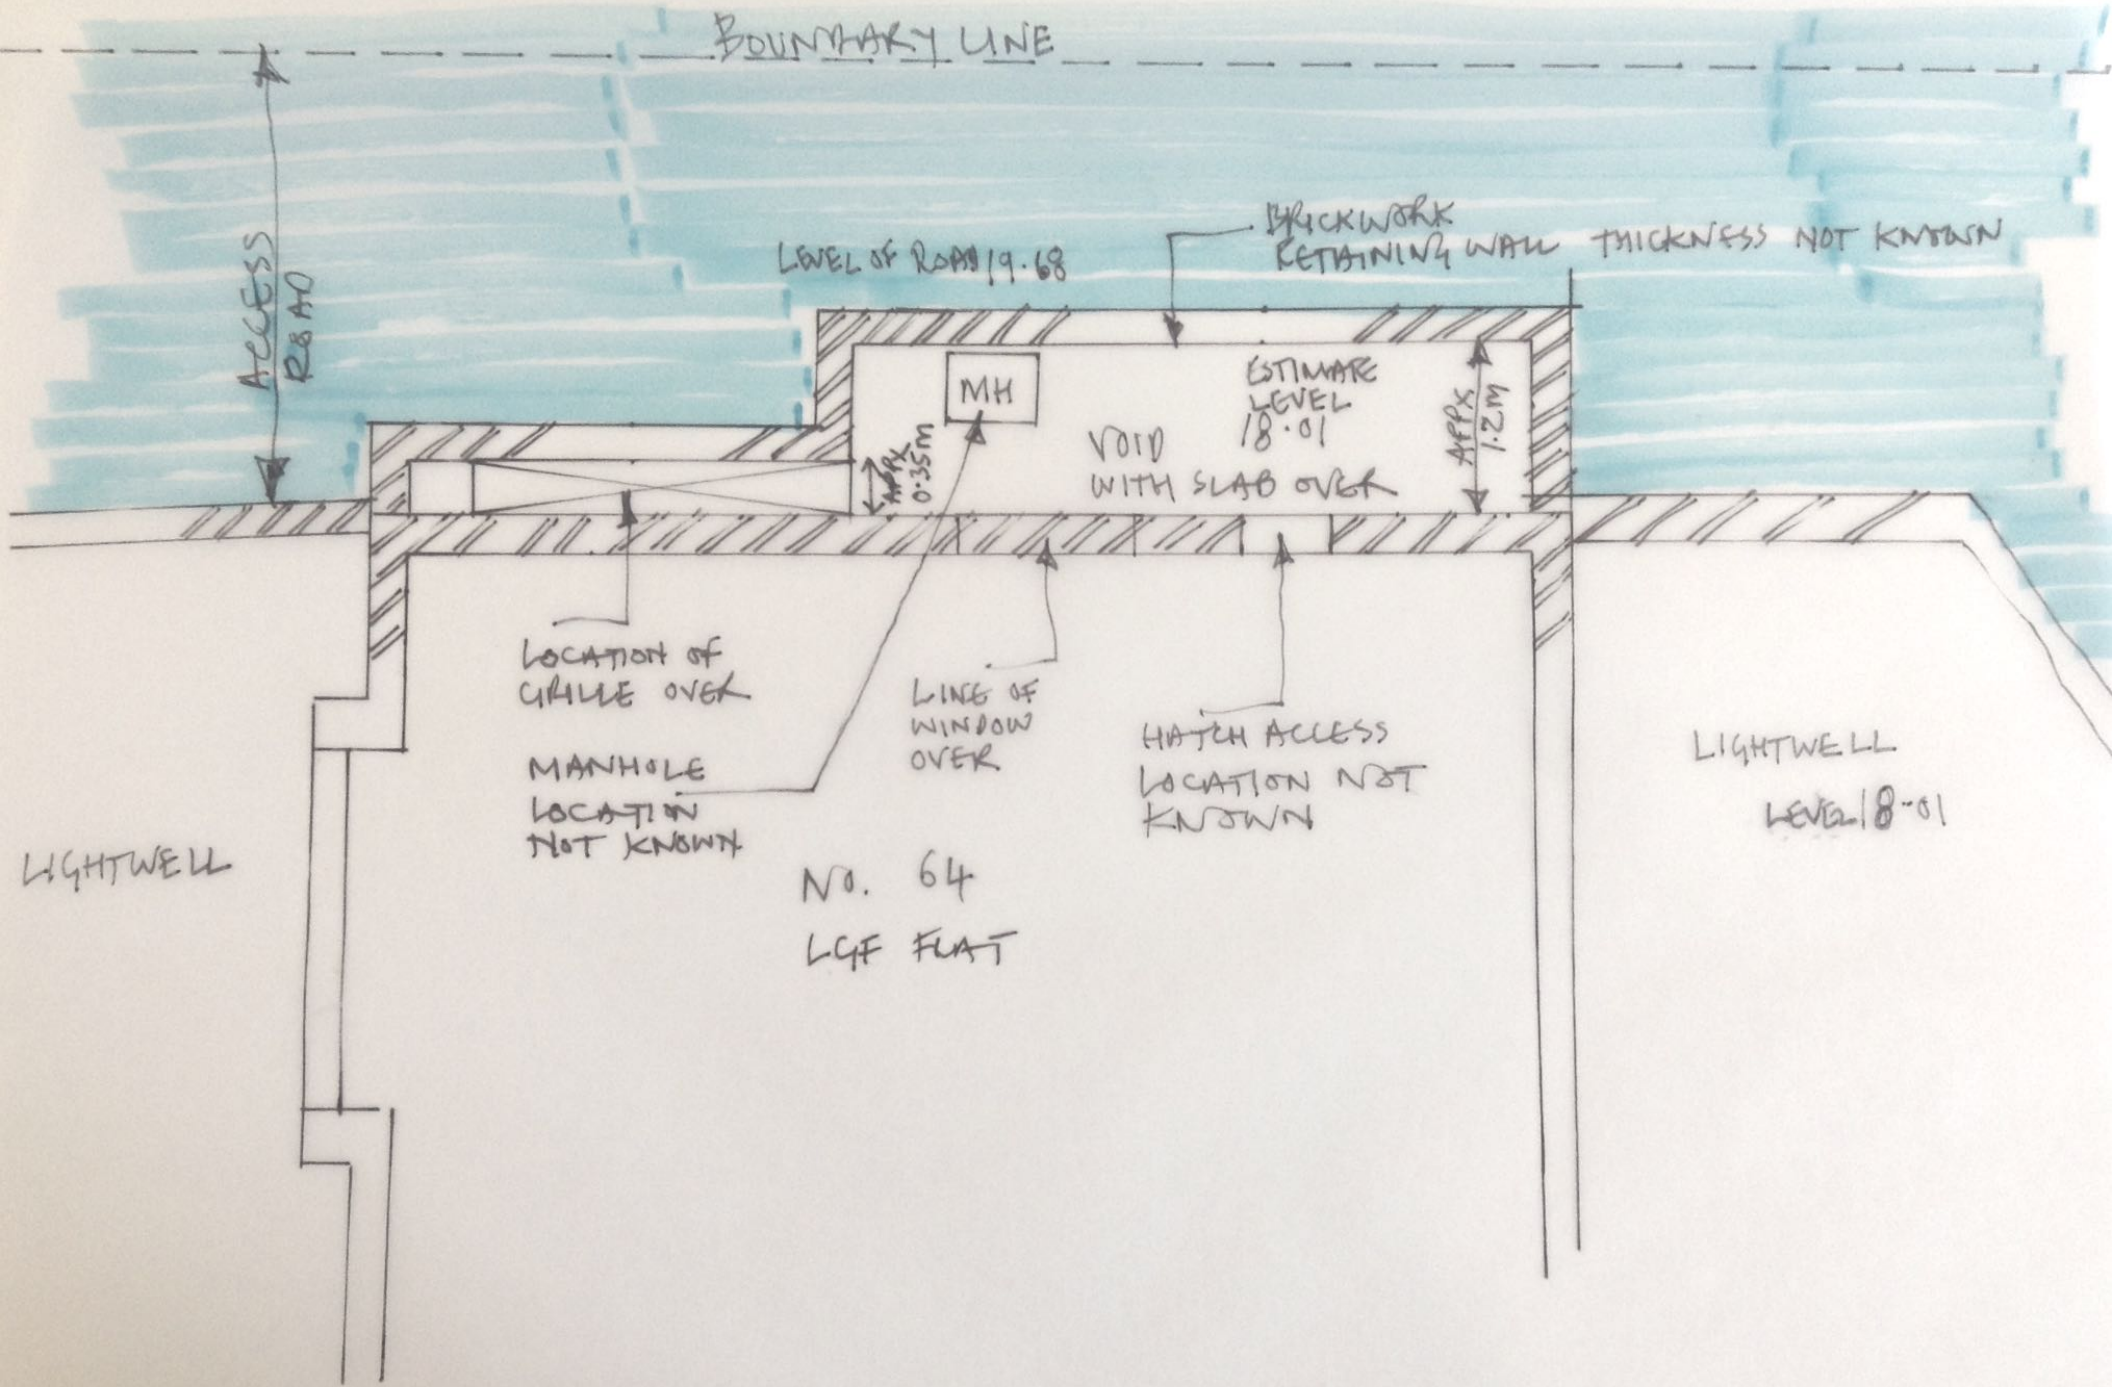 BOUNDARY LINE
ACCESS
ROAD
LEVEL OF ROAD 19.68
BRICKWORK
RETAINING WALL THICKNESS NOT KNOWN
MH
ESTIMATE
LEVEL
18.01
VOID
WITH SLAB OVER
APPX
0.35m
APPX
1.2M
LOCATION OF
GRILLE OVER
MANHOLE
LOCATION
NOT KNOWN
LINE OF
WINDOW
OVER
HATCH ACCESS
LOCATION NOT
KNOWN
LIGHTWELL
LEVEL 18.01
LIGHTWELL
NO. 64
LGF FLAT